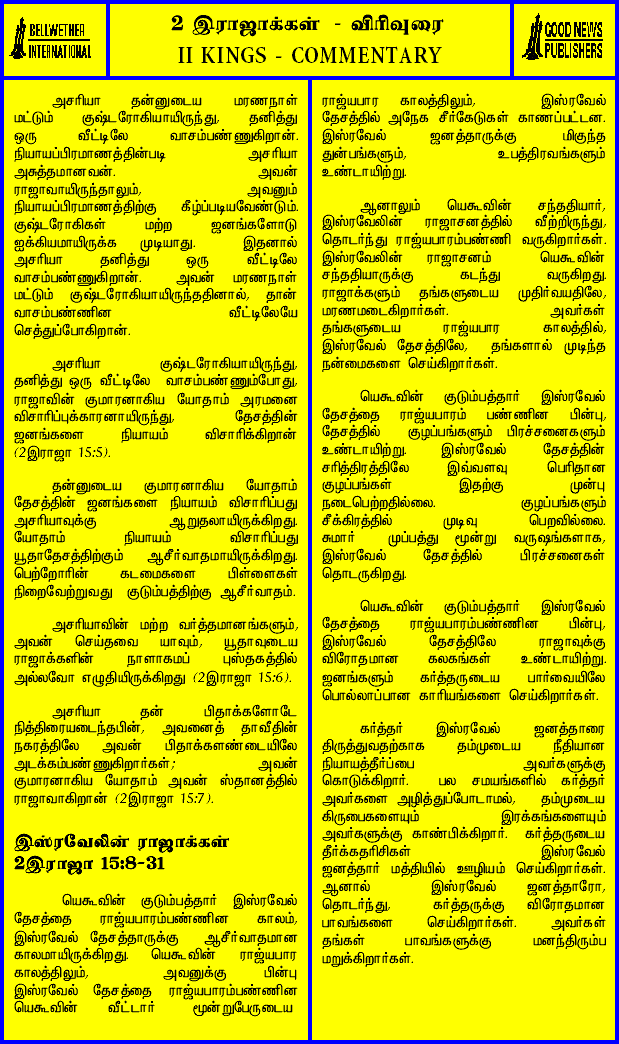 BELLWETHER
INTERNATIONAL
2 இராஜாக்கள் - விரிவுரை
II KINGS - COMMENTARY
GOOD NEWS
PUBLISHERS
அசரியா தன்னுடைய மரணநாள்
மட்டும் குஷ்டரோகியாயிருந்து, தனித்து
ஒரு வீட்டிலே வாசம்பண்ணுகிறான்.
நியாயப்பிரமாணத்தின்படி அசரியா
அசுத்தமானவன். அவன்
ராஜாவாயிருந்தாலும், அவனும்
நியாயப்பிரமாணத்திற்கு கீழ்ப்படியவேண்டும்.
குஷ்டரோகிகள் மற்ற ஜனங்களோடு
ஐக்கியமாயிருக்க முடியாது. இதனால்
அசரியா தனித்து ஒரு வீட்டிலே
வாசம்பண்ணுகிறான். அவன் மரணநாள்
மட்டும் குஷ்டரோகியாயிருந்ததினால், தான்
வாசம்பண்ணின வீட்டிலேயே
செத்துப்போகிறான்.
அசரியா குஷ்டரோகியாயிருந்து,
தனித்து ஒரு வீட்டிலே வாசம்பண்ணும்போது,
ராஜாவின் குமாரனாகிய யோதாம் அரமனை
விசாரிப்புக்காரனாயிருந்து, தேசத்தின்
ஜனங்களை நியாயம் விசாரிக்கிறான்
(2இராஜா 15:5).
தன்னுடைய குமாரனாகிய யோதாம்
தேசத்தின் ஜனங்களை நியாயம் விசாரிப்பது
அசரியாவுக்கு ஆறுதலாயிருக்கிறது.
யோதாம் நியாயம் விசாரிப்பது
யூதாதேசத்திற்கும் ஆசீர்வாதமாயிருக்கிறது.
பெற்றோரின் கடமைகளை பிள்ளைகள்
நிறைவேற்றுவது குடும்பத்திற்கு ஆசீர்வாதம்.
அசரியாவின் மற்ற வர்த்தமானங்களும்,
அவன் செய்தவை யாவும், யூதாவுடைய
ராஜாக்களின் நாளாகமப் புஸ்தகத்தில்
அல்லவோ எழுதியிருக்கிறது (2இராஜா 15:6).
அசரியா தன் பிதாக்களோடே
நித்திரையடைந்தபின், அவனைத் தாவீதின்
நகரத்திலே அவன் பிதாக்களண்டையிலே
அடக்கம்பண்ணுகிறார்கள்; அவன்
குமாரனாகிய யோதாம் அவன் ஸ்தானத்தில்
ராஜாவாகிறான் (2இராஜா 15:7).
இஸ்ரவேலின் ராஜாக்கள்
2இராஜா 15:8-31
யெகூவின் குடும்பத்தார் இஸ்ரவேல்
தேசத்தை ராஜ்யபாரம்பண்ணின காலம்,
இஸ்ரவேல் தேசத்தாருக்கு ஆசீர்வாதமான
காலமாயிருக்கிறது. யெகூவின் ராஜ்யபார
காலத்திலும், அவனுக்கு பின்பு
இஸ்ரவேல் தேசத்தை ராஜ்யபாரம்பண்ணின
யெகூவின் வீட்டார் மூன்றுபேருடைய
ராஜ்யபார காலத்திலும், இஸ்ரவேல்
தேசத்தில் அநேக சீர்கேடுகள் காணப்பட்டன.
இஸ்ரவேல் ஜனத்தாருக்கு மிகுந்த
துன்பங்களும், உபத்திரவங்களும்
உண்டாயிற்று.
ஆனாலும் யெகூவின் சந்ததியார்,
இஸ்ரவேலின் ராஜாசனத்தில் வீற்றிருந்து,
தொடர்ந்து ராஜ்யபாரம்பண்ணி வருகிறார்கள்.
இஸ்ரவேலின் ராஜாசனம் யெகூவின்
சந்ததியாருக்கு கடந்து வருகிறது.
ராஜாக்களும் தங்களுடைய முதிர்வயதிலே,
மரணமடைகிறார்கள். அவர்கள்
தங்களுடைய ராஜ்யபார காலத்தில்,
இஸ்ரவேல் தேசத்திலே, தங்களால் முடிந்த
நன்மைகளை செய்கிறார்கள்.
யெகூவின் குடும்பத்தார் இஸ்ரவேல்
தேசத்தை ராஜ்யபாரம் பண்ணின பின்பு,
தேசத்தில் குழப்பங்களும் பிரச்சனைகளும்
உண்டாயிற்று. இஸ்ரவேல் தேசத்தின்
சரித்திரத்திலே இவ்வளவு பெரிதான
குழப்பங்கள் இதற்கு முன்பு
நடைபெற்றதில்லை. குழப்பங்களும்
சீக்கிரத்தில் முடிவு பெறவில்லை.
சுமார் முப்பத்து மூன்று வருஷங்களாக,
இஸ்ரவேல் தேசத்தில் பிரச்சனைகள்
தொடருகிறது.
யெகூவின் குடும்பத்தார் இஸ்ரவேல்
தேசத்தை ராஜ்யபாரம்பண்ணின பின்பு,
இஸ்ரவேல் தேசத்திலே ராஜாவுக்கு
விரோதமான கலகங்கள் உண்டாயிற்று.
ஜனங்களும் கர்த்தருடைய பார்வையிலே
பொல்லாப்பான காரியங்களை செய்கிறார்கள்.
கர்த்தர் இஸ்ரவேல் ஜனத்தாரை
திருத்துவதற்காக தம்முடைய நீதியான
நியாயத்தீர்ப்பை அவர்களுக்கு
கொடுக்கிறார். பல சமயங்களில் கர்த்தர்
அவர்களை அழித்துப்போடாமல், தம்முடைய
கிருபைகளையும் இரக்கங்களையும்
அவர்களுக்கு காண்பிக்கிறார். கர்த்தருடைய
தீர்க்கதரிசிகள் இஸ்ரவேல்
ஜனத்தார் மத்தியில் ஊழியம் செய்கிறார்கள்.
ஆனால் இஸ்ரவேல் ஜனத்தாரோ,
தொடர்ந்து, கர்த்தருக்கு விரோதமான
பாவங்களை செய்கிறார்கள். அவர்கள்
தங்கள் பாவங்களுக்கு மனந்திரும்ப
மறுக்கிறார்கள்.